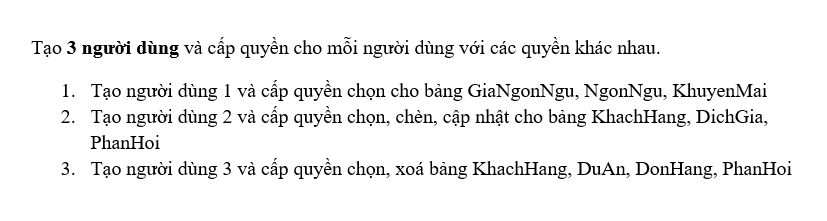 Tạo 3 người dùng và cấp quyền cho mỗi người dùng với các quyền khác nhau.
1. Tạo người dùng 1 và cấp quyền chọn cho bảng GiaNgonNgu, NgonNgu, KhuyenMai
2. Tạo người dùng 2 và cấp quyền chọn, chèn, cập nhật cho bảng KhachHang, DichGia,
PhanHoi
3. Tạo người dùng 3 và cấp quyền chọn, xoá bảng KhachHang, DuAn, DonHang, PhanHoi